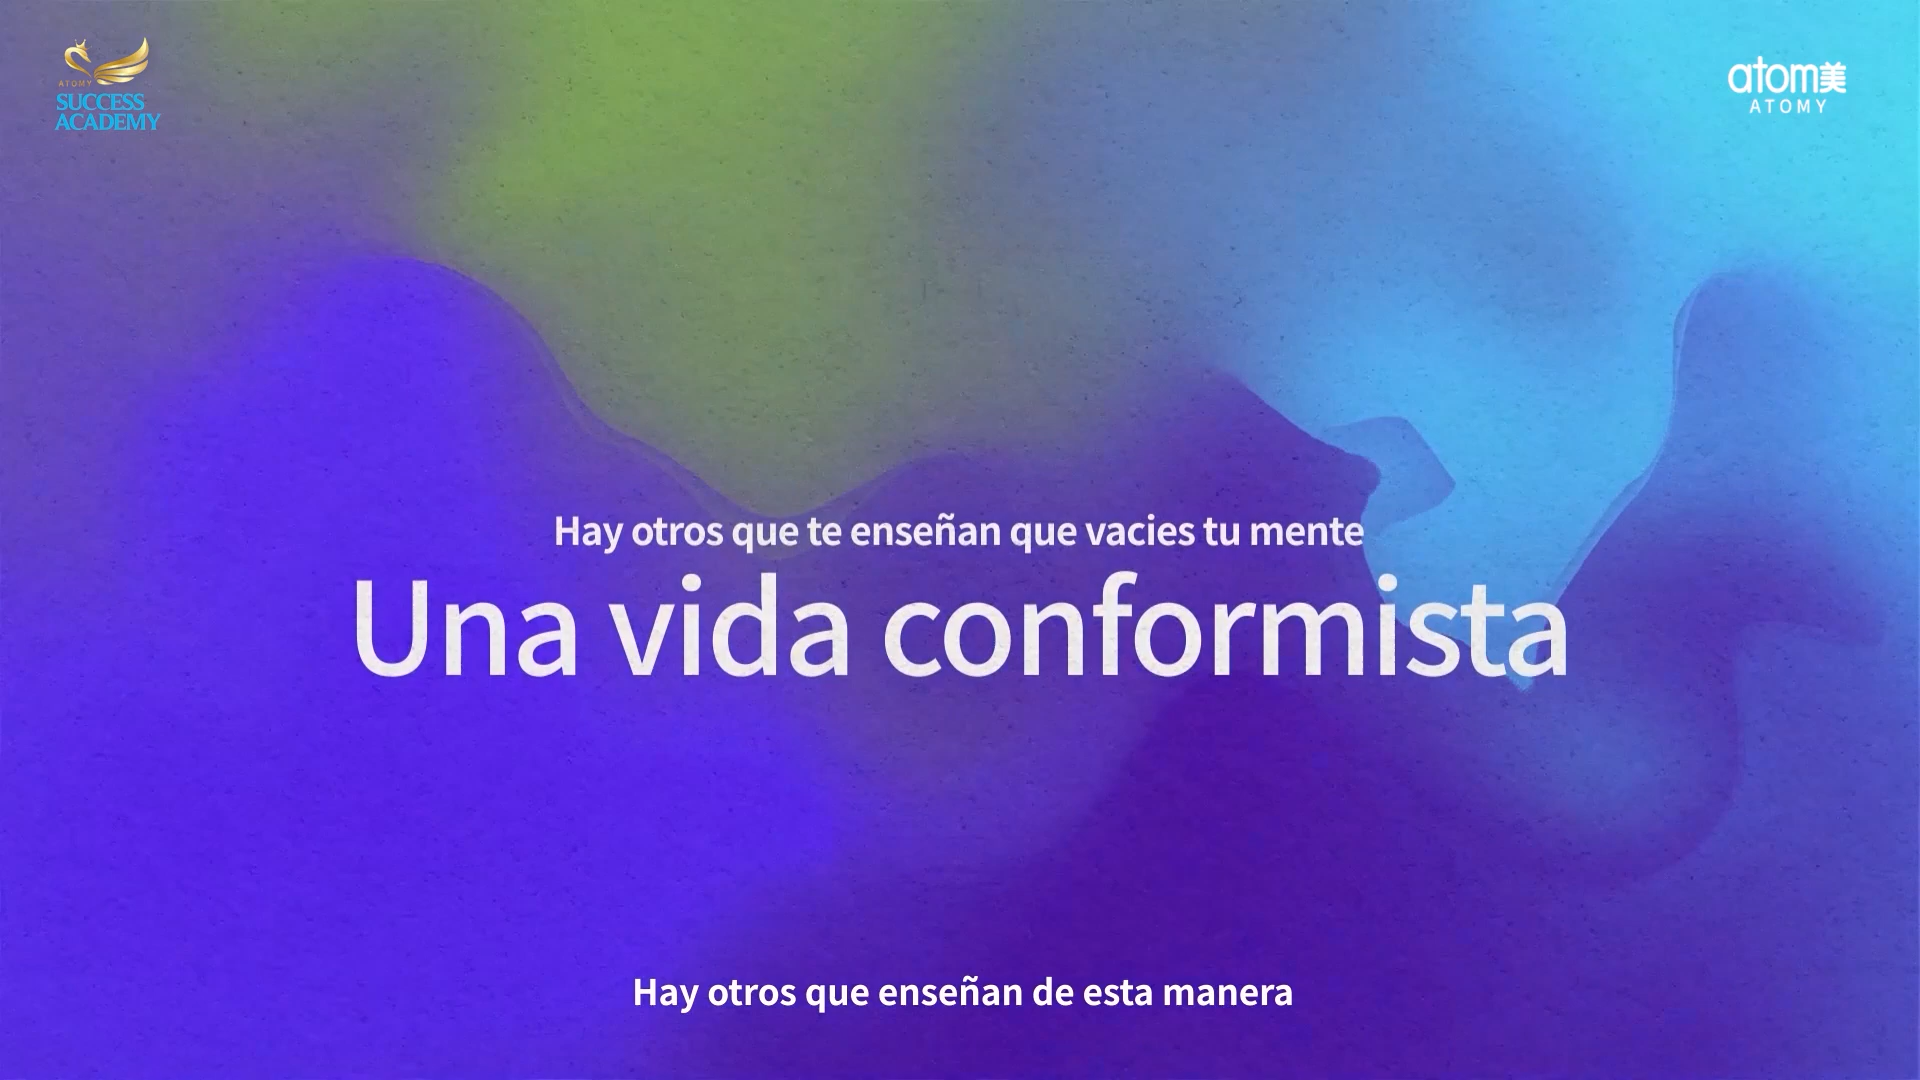 ATOMY
SUCCESS
ACADEMY
atom美
ATOMY
Hay otros que te enseñan que vacies tu mente
Una vida conformista
Hay otros que enseñan de esta manera